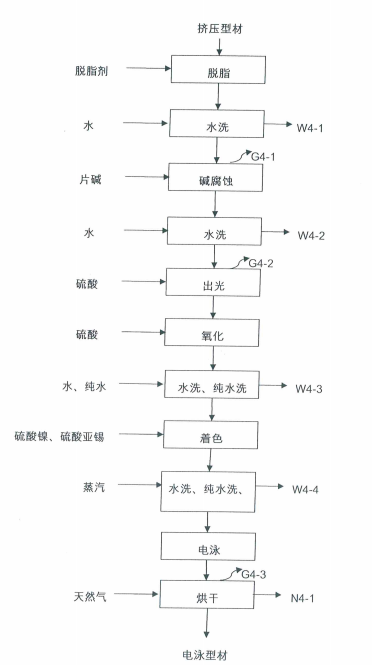 挤压型材
脱脂剂
脱脂
水
水洗
W4-1
G4-1
片碱
碱腐蚀
水
水洗
W4-2
G4-2
硫酸
出光
硫酸
氧化
水、纯水
水洗、纯水洗
W4-3
硫酸镍、硫酸亚锡
着色
蒸汽
水洗、纯水洗、
W4-4
电泳
G4-3
天然气
烘干
N4-1
电泳型材